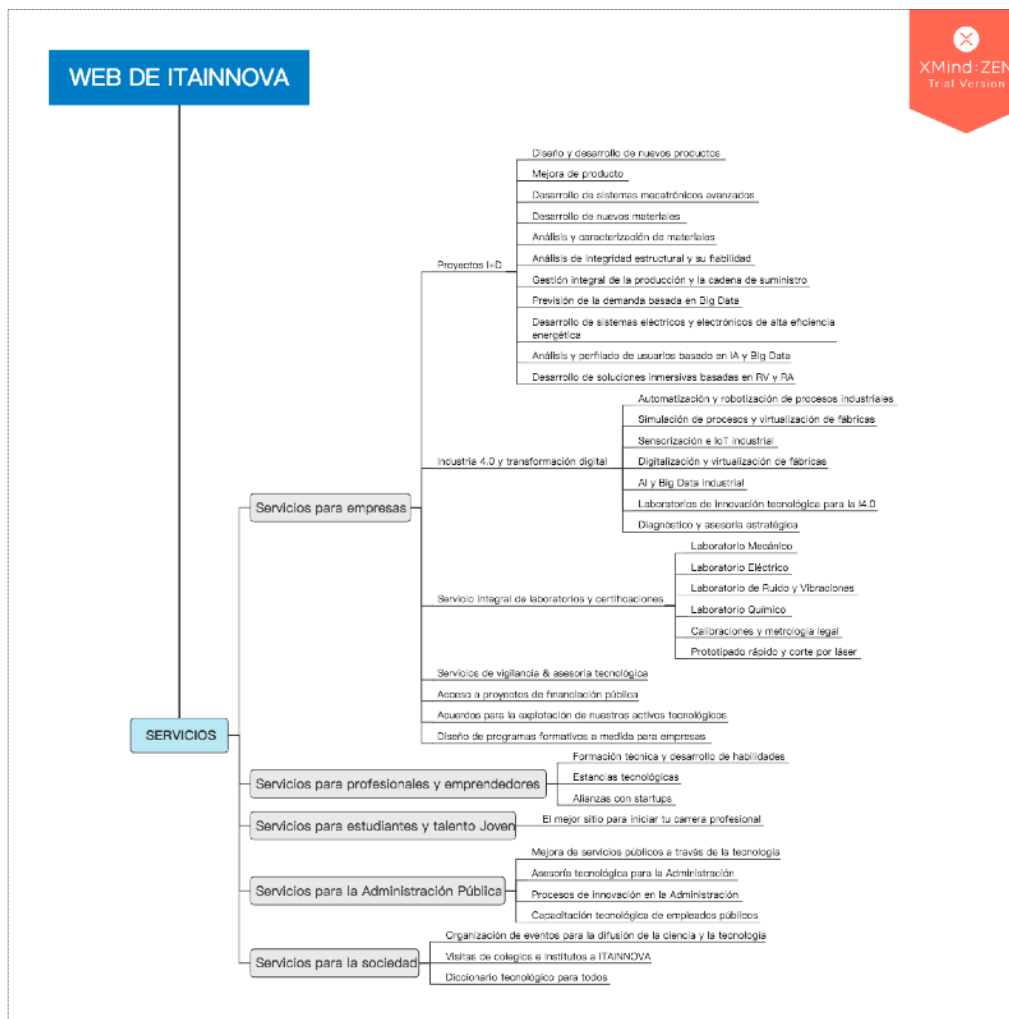 WEB DE ITAINNOVA
XMind:ZEN
Trial Version
Diseño y desarrollo de nuevos productos
Mejora de producto
Desarrollo de sistemas mecatrónicos avanzados
Desarrollo de nuevos materiales
Análisis y caracterización de materiales
Análisis de integridad estructural y su fiabilidad
Proyectos I+D
Gestión integral de la producción y la cadena de suministro
Previsión de la demanda basada en Big Data
Desarrollo de sistemas eléctricos y electrónicos de alta eficiencia
energética
Análisis y perfilado de usuarios basado en IA y Big Data
Desarrollo de soluciones inmersivas basadas en RV y RA
Automatización y robotización de procesos industriales
Simulación de procesos y virtualización de fábricas
Sensorización e IoT industrial
Industria 4.0 y transformación digital
Digitalización y virtualización de fábricas
AI y Big Data industrial
Laboratorios de innovación tecnológica para la I4.0
Diagnóstico y asesoría estratégica
Servicios para empresas
Laboratorio Mecánico
Laboratorio Eléctrico
Laboratorio de Ruido y Vibraciones
Servicio integral de laboratorios y certificaciones
Laboratorio Químico
Calibraciones y metrología legal
Prototipado rápido y corte por láser
Servicios de vigilancia & asesoría tecnológica
Acceso a proyectos de financiación pública
Acuerdos para la explotación de nuestros activos tecnológicos
Diseño de programas formativos a medida para empresas
SERVICIOS
Formación técnica y desarrollo de habilidades
Servicios para profesionales y emprendedores
Estancias tecnológicas
Alianzas con startups
Servicios para estudiantes y talento Joven
El mejor sitio para iniciar tu carrera profesional
Mejora de servicios públicos a través de la tecnología
Asesoría tecnológica para la Administración
Servicios para la Administración Pública
Procesos de innovación en la Administración
Capacitación tecnológica de empleados públicos
Organización de eventos para la difusión de la ciencia y la tecnología
Servicios para la sociedad
Visitas de colegios e Institutos a ITAINNOVA
Diccionario tecnológico para todos